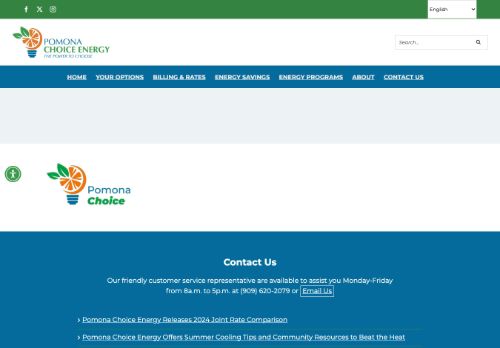 English
POMONA
CHOICE ENERGY
THE POWER TO CHOOSE
Search...
HOME YOUR OPTIONS BILLING & RATES ENERGY SAVINGS ENERGY PROGRAMS ABOUT CONTACT US
Pomona
Choice
Contact Us
Our friendly customer service representative are available to assist you Monday-Friday
from 8a.m. to 5p.m. at (909) 620-2079 or Email Us
Pomona Choice Energy Releases 2024 Joint Rate Comparison
Pomona Choice Energy Offers Summer Cooling Tips and Community Resources to Beat the Heat